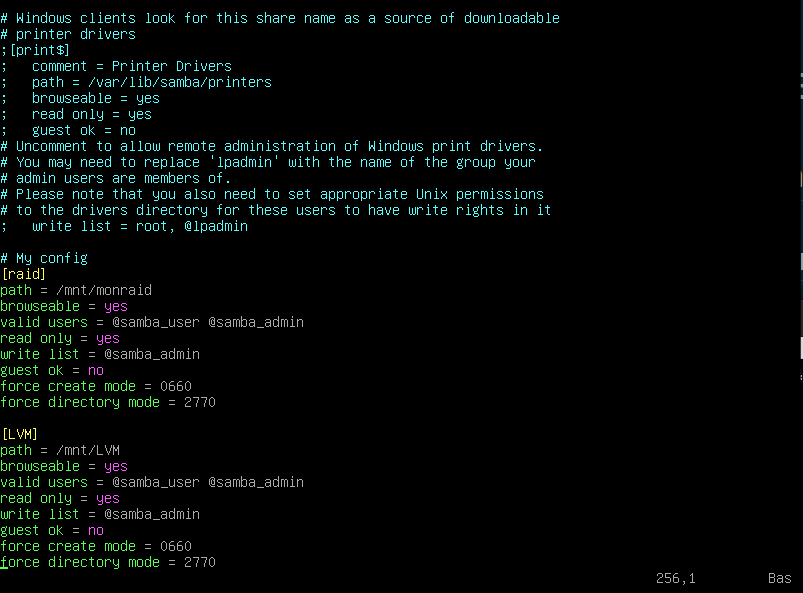 # Windows clients look for this share name as a source of downloadable
# printer drivers
;[print$]
;   comment = Printer Drivers
;   path = /var/lib/samba/printers
;   browseable = yes
;   read only = yes
;   guest ok = no
# Uncomment to allow remote administration of Windows print drivers.
# You may need to replace 'lpadmin' with the name of the group your
# admin users are members of.
# Please note that you also need to set appropriate Unix permissions
# to the drivers directory for these users to have write rights in it
;   write list = root, @lpadmin

# My config
[raid]
path = /mnt/monraid
browseable = yes
valid users = @samba_user @samba_admin
read only = yes
write list = @samba_admin
guest ok = no
force create mode = 0660
force directory mode = 2770

[LVM]
path = /mnt/LVM
browseable = yes
valid users = @samba_user @samba_admin
read only = yes
write list = @samba_admin
guest ok = no
force create mode = 0660
force directory mode = 2770
256,1 Bas